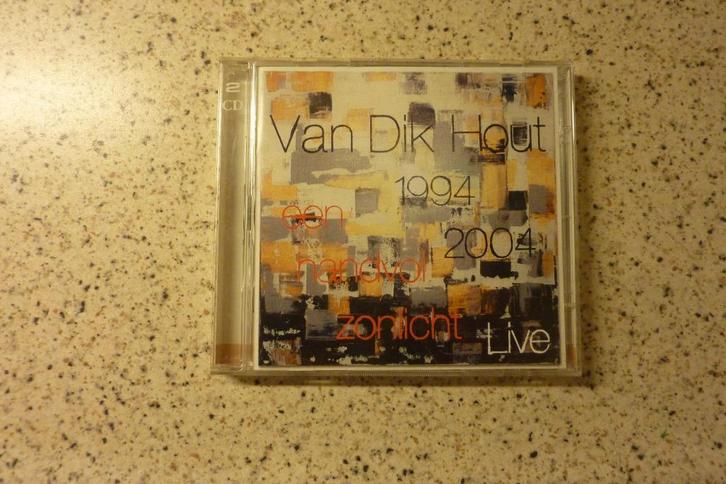 2
CD
Van Dik Hout
1994
een
2004
handvol
zonlicht
Live